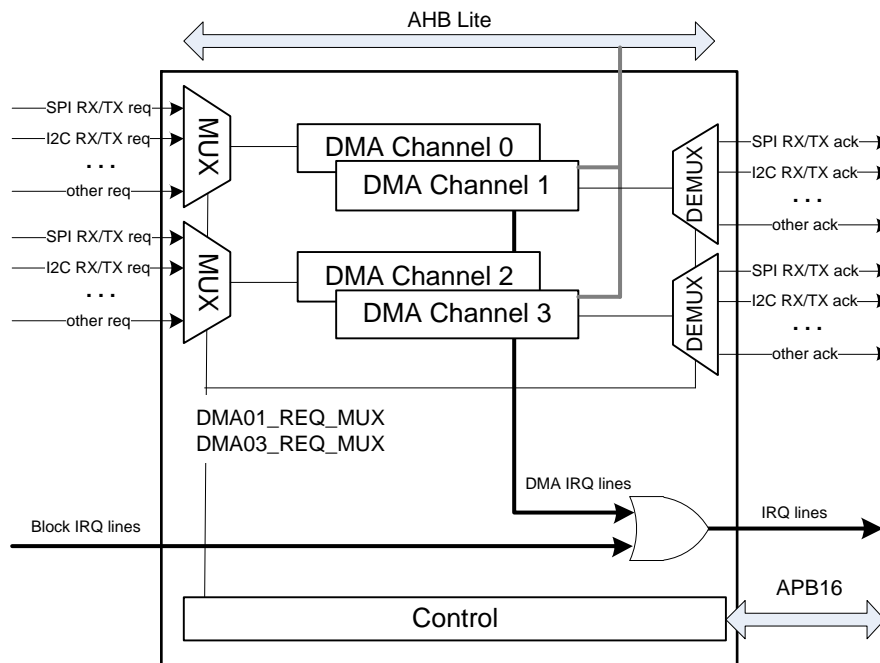 AHB Lite
SPI RX/TX req
I2C RX/TX req
. . .
other req
MUX
DMA Channel 0
DMA Channel 1
DEMUX
SPI RX/TX ack
I2C RX/TX ack
. . .
other ack
SPI RX/TX req
I2C RX/TX req
. . .
other req
MUX
DMA Channel 2
DMA Channel 3
DEMUX
SPI RX/TX ack
I2C RX/TX ack
. . .
other ack
DMA01_REQ_MUX
DMA03_REQ_MUX
DMA IRQ lines
Block IRQ lines
IRQ lines
APB16
Control